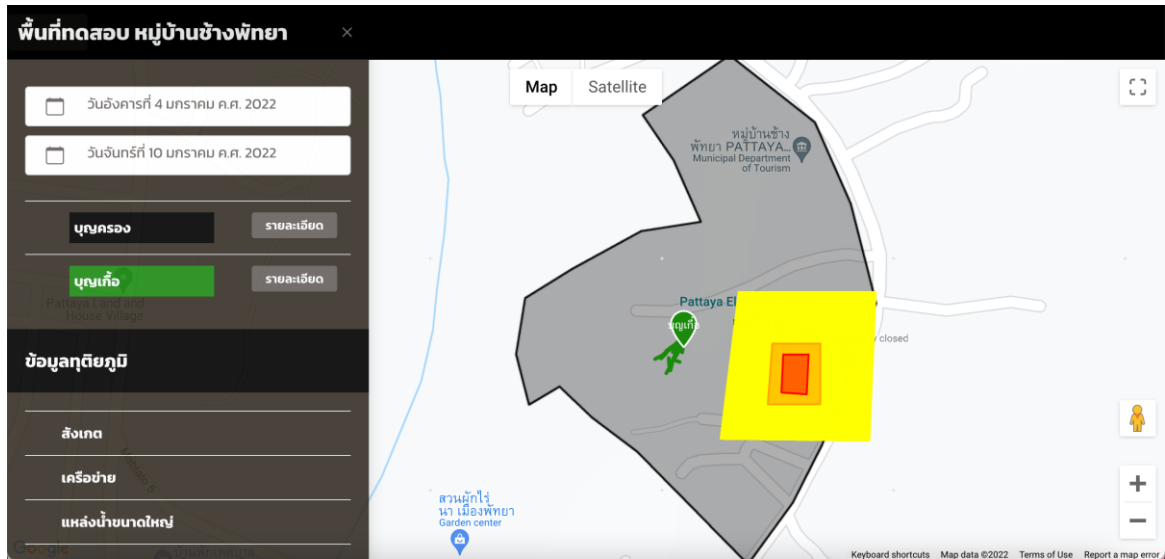 พื้นที่ทดสอบ หมู่บ้านช้างพัทยา
×
วันอังคารที่ 4 มกราคม ค.ศ. 2022
วันจันทร์ที่ 10 มกราคม ค.ศ. 2022
บุญครอง
รายละเอียด
บุญเกื้อ
รายละเอียด
Pattaya Land and
House Village
ข้อมูลทุติยภูมิ
สังเกต
เครือข่าย
แหล่งน้ำขนาดใหญ่
Google
Map
Satellite
หมู่บ้านช้าง
พัทยา PATTAYA...
Municipal Department
of Tourism
Pattaya El
บุญเกื้อ
closed
สวนผักไร่
นา เมืองพัทยา
Garden center
+
−
Keyboard shortcuts
Map data ©2022
Terms of Use
Report a map error